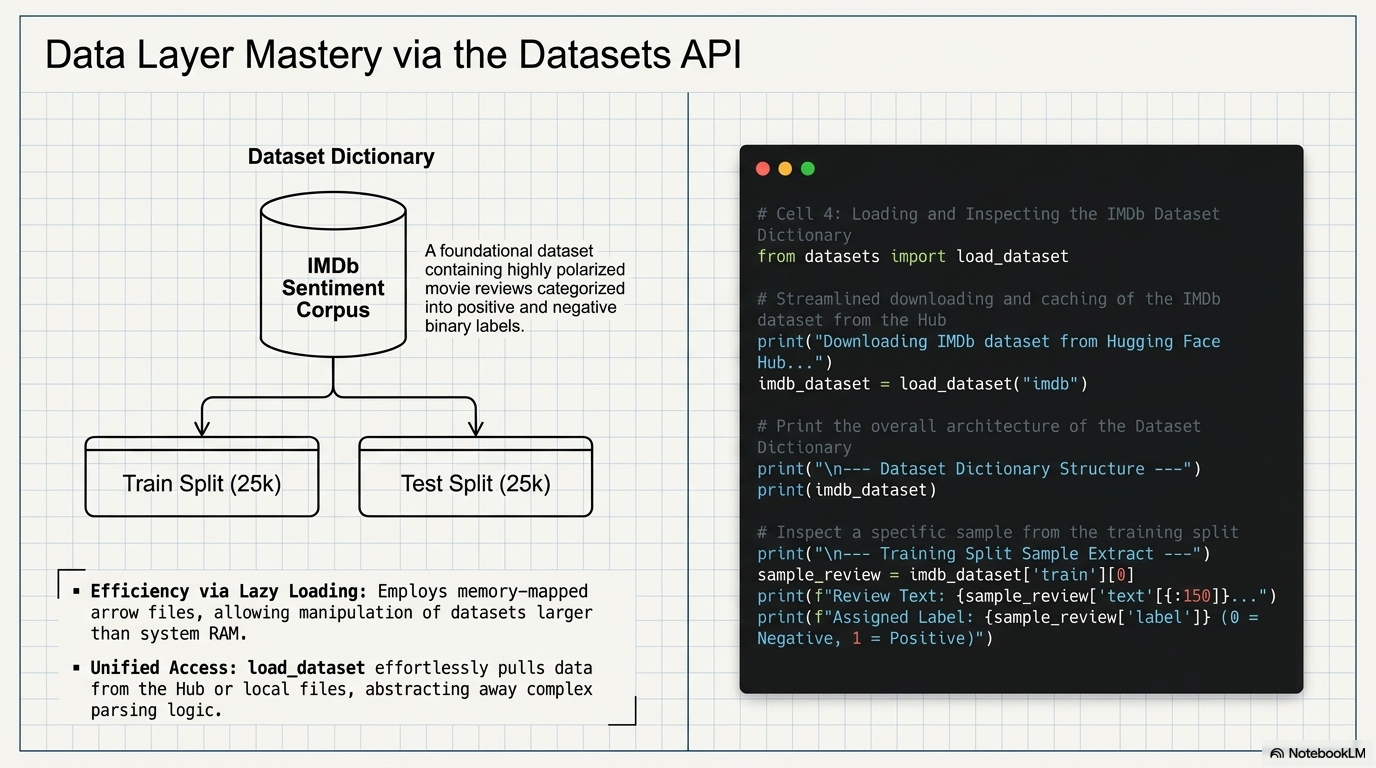 Data Layer Mastery via the Datasets API
Dataset Dictionary
IMDb
Sentiment
Corpus
A foundational dataset
containing highly polarized
movie reviews categorized
into positive and negative
binary labels.
Train Split (25k)
Test Split (25k)
▪ Efficiency via Lazy Loading: Employs memory-mapped
arrow files, allowing manipulation of datasets larger
than system RAM.
▪ Unified Access: load_dataset effortlessly pulls data
from the Hub or local files, abstracting away complex
parsing logic.
# Cell 4: Loading and Inspecting the IMDb Dataset
Dictionary
from datasets import load_dataset
# Streamlined downloading and caching of the IMDb
dataset from the Hub
print("Downloading IMDb dataset from Hugging Face
Hub...")
imdb_dataset = load_dataset("imdb")
# Print the overall architecture of the Dataset
Dictionary
print("\n--- Dataset Dictionary Structure ---")
print(imdb_dataset)
# Inspect a specific sample from the training split
print("\n--- Training Split Sample Extract ---")
sample_review = imdb_dataset['train'][0]
print(f"Review Text: {sample_review['text'[{:150]}...")
print(f"Assigned Label: {sample_review['label']} (0 =
Negative, 1 = Positive)")
NotebookLM